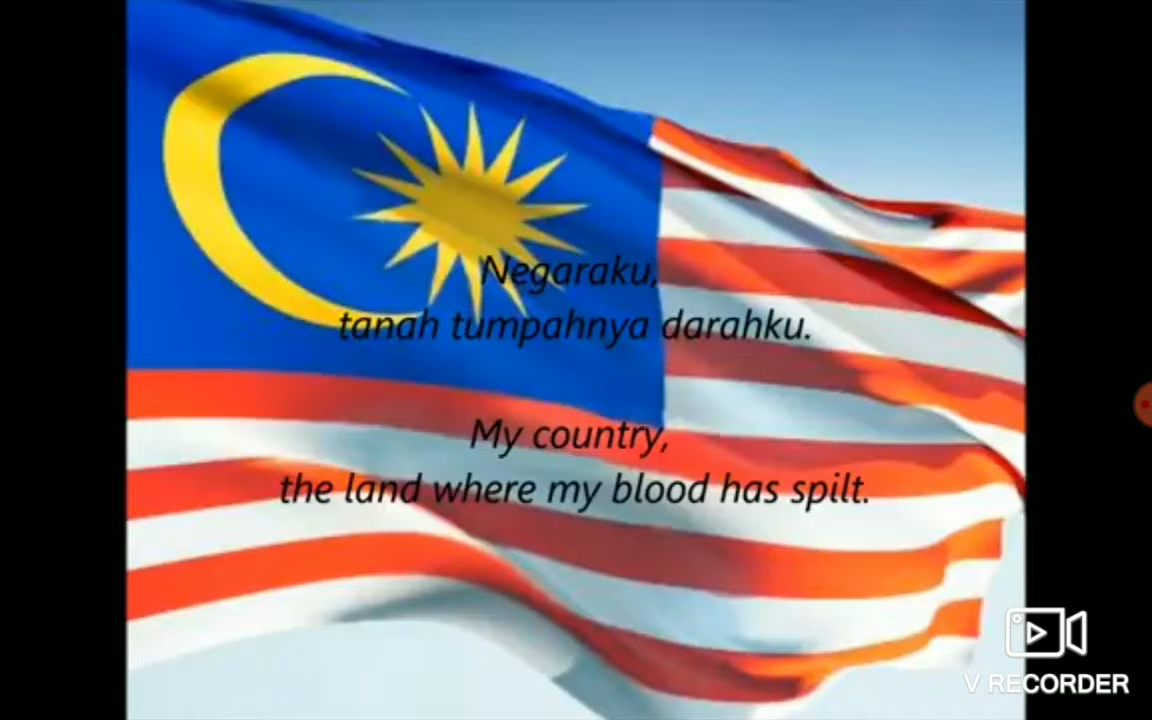 Negaraku,
tanah tumpahnya darahku.
My country,
the land where my blood has spilt.
V RECORDER